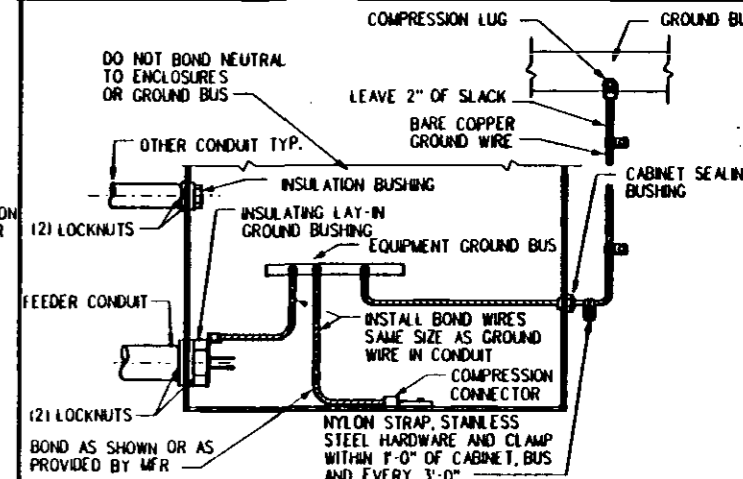 COMPRESSION LUG
GROUND BU
DO NOT BOND NEUTRAL
TO ENCLOSURES
OR GROUND BUS
LEAVE 2" OF SLACK
BARE COPPER
GROUND WIRE
OTHER CONDUIT TYP.
CABINET SEALIN
BUSHING
INSULATION BUSHING
ON
R
(2) LOCKNUTS
INSULATING LAY-IN
GROUND BUSHING
EQUIPMENT GROUND BUS
FEEDER CONDUIT
INSTALL BOND WIRES
SAME SIZE AS GROUND
WIRE IN CONDUIT
COMPRESSION
CONNECTOR
(2) LOCKNUTS
BOND AS SHOWN OR AS
PROVIDED BY MFR
NYLON STRAP, STAINLESS
STEEL HARDWARE AND CLAMP
WITHIN 1'-0" OF CABINET, BUS
AND EVERY 3'-0"